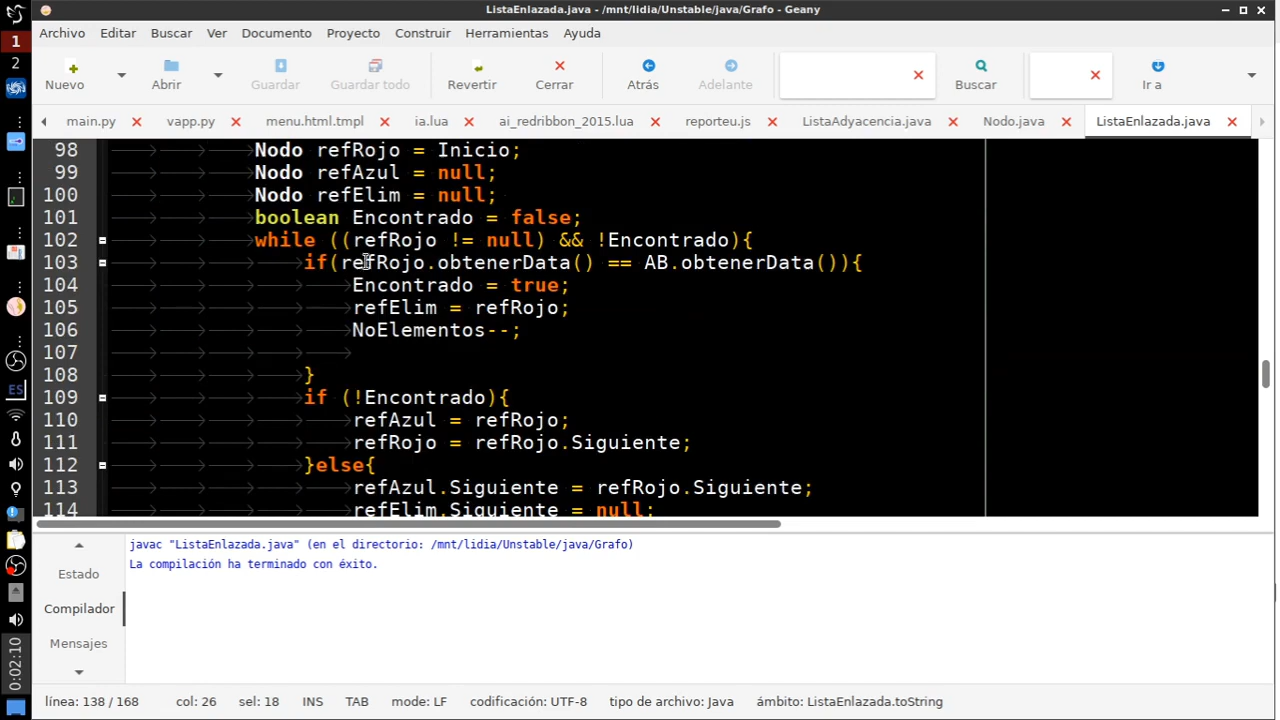 ListaEnlazada.java - /mnt/lidia/Unstable/java/Grafo - Geany
1
2
ES
0:02:10
Archivo Editar Buscar Ver Documento Proyecto Construir Herramientas Ayuda
Nuevo Abrir Guardar Guardar todo Revertir Cerrar Atrás Adelante Buscar Ir a
main.py vapp.py menu.html.tmpl ia.lua ai_redribbon_2015.lua reporteu.js ListaAdyacencia.java Nodo.java ListaEnlazada.java
98 Nodo refRojo = Inicio;
99 Nodo refAzul = null;
100 Nodo refElim = null;
101 boolean Encontrado = false;
102 while ((refRojo != null) && !Encontrado){
103 if(refRojo.obtenerData() == AB.obtenerData()){
104 Encontrado = true;
105 refElim = refRojo;
106 NoElementos--;
107
108 }
109 if (!Encontrado){
110 refAzul = refRojo;
111 refRojo = refRojo.Siguiente;
112 }else{
113 refAzul.Siguiente = refRojo.Siguiente;
114 refElim.Siguiente = null;
Estado
Compilador
Mensajes
javac "ListaEnlazada.java" (en el directorio: /mnt/lidia/Unstable/java/Grafo)
La compilación ha terminado con éxito.
línea: 138 / 168 col: 26 sel: 18 INS TAB mode: LF codificación: UTF-8 tipo de archivo: Java ámbito: ListaEnlazada.toString